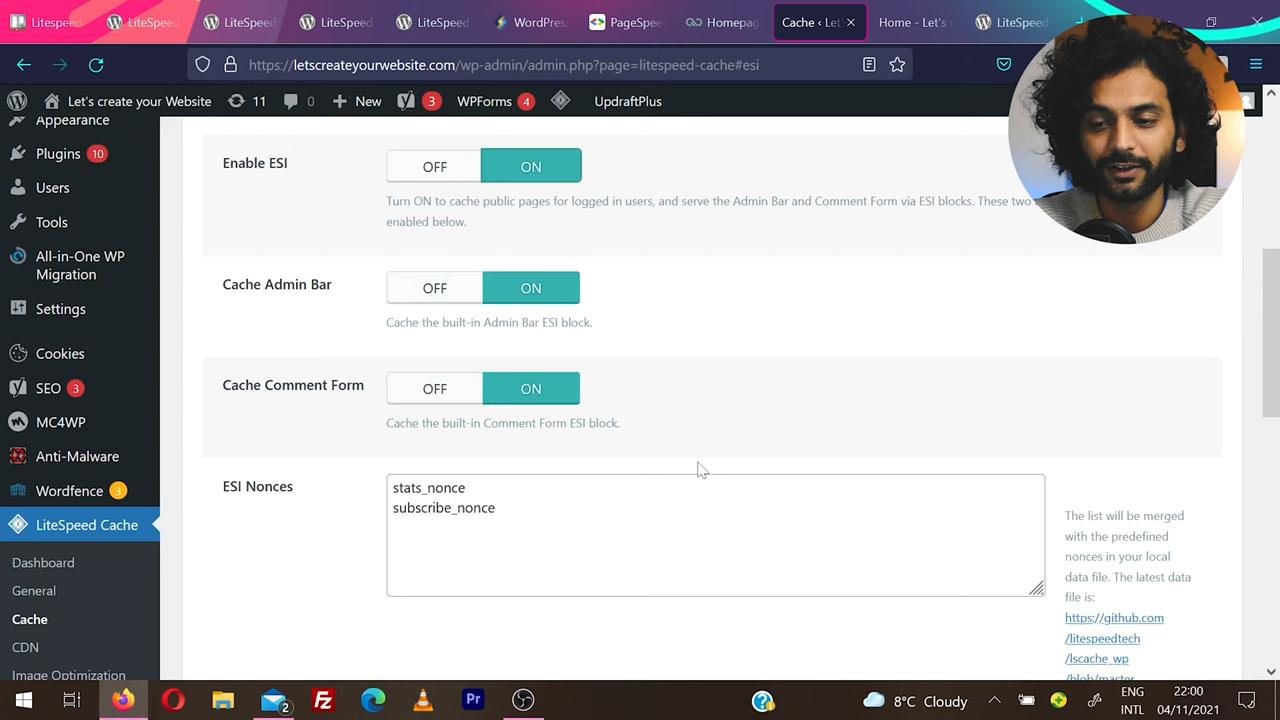 Litespeed
LiteSpeed
LiteSpeed
LiteSpeed
LiteSpeed
WordPress
PageSpee
Homepag
Cache ‹ Let
Home - Let's
LiteSpeed
https://letscreateyourwebsite.com/wp-admin/admin.php?page=litespeed-cache#esi
Let's create your Website
11
0
New
3
WPForms
4
UpdraftPlus
Appearance
Plugins 10
Users
Tools
All-in-One WP
Migration
Settings
Cookies
SEO 3
MC4WP
Anti-Malware
Wordfence 3
LiteSpeed Cache
Dashboard
General
Cache
CDN
Image Optimization
Enable ESI
OFF
ON
Turn ON to cache public pages for logged in users, and serve the Admin Bar and Comment Form via ESI blocks. These two
enabled below.
Cache Admin Bar
OFF
ON
Cache the built-in Admin Bar ESI block.
Cache Comment Form
OFF
ON
Cache the built-in Comment Form ESI block.
ESI Nonces
stats_nonce
subscribe_nonce
The list will be merged
with the predefined
nonces in your local
data file. The latest data
file is:
https://github.com
/litespeedtech
/lscache_wp
/blob/master
2
Pr
8°C Cloudy
ENG
INTL
22:00
04/11/2021